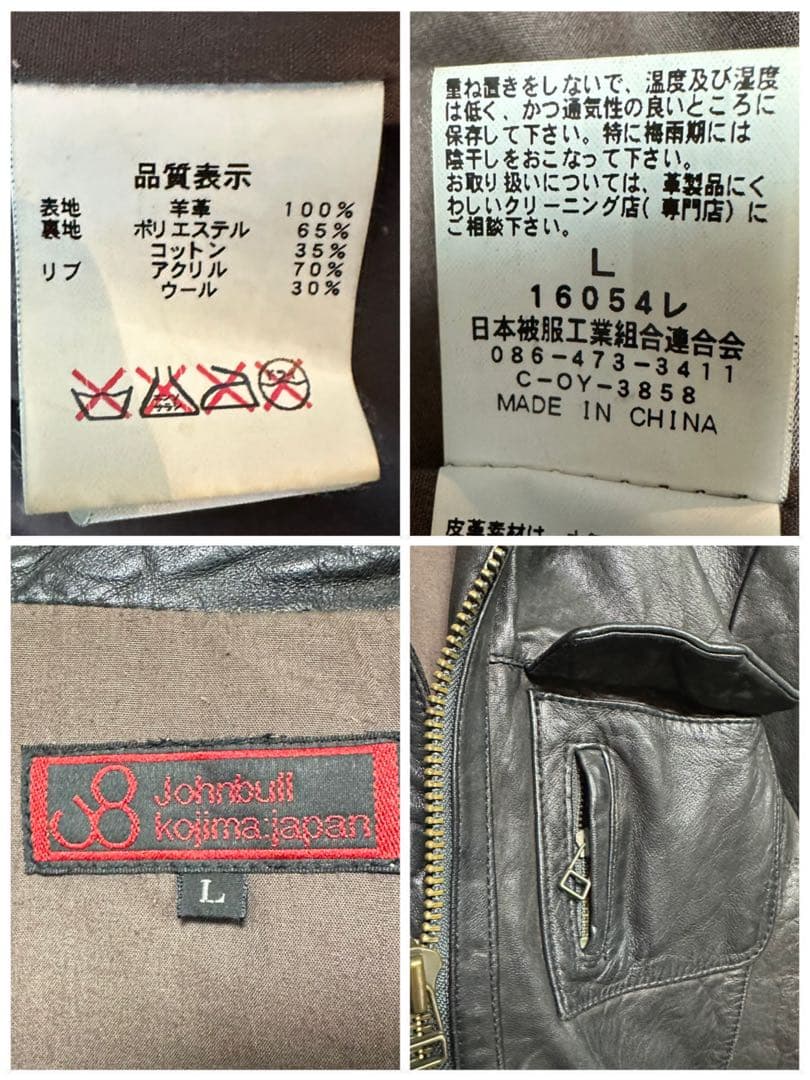 品質表示
表地 羊革 100%
裏地 ポリエステル 65%
コットン 35%
リブ アクリル 70%
ウール 30%
重ね置きをしないで、温度及び湿度
は低く、かつ通気性の良いところに
保存して下さい。特に梅雨期には
陰干しをおこなって下さい。
お取り扱いについては、革製品にく
わしいクリーニング店(専門店)に
ご相談下さい。
L
16054レ
日本被服工業組合連合会
086-473-3411
C-OY-3858
MADE IN CHINA
皮革素材は
Johnbull
kojima:japan
L